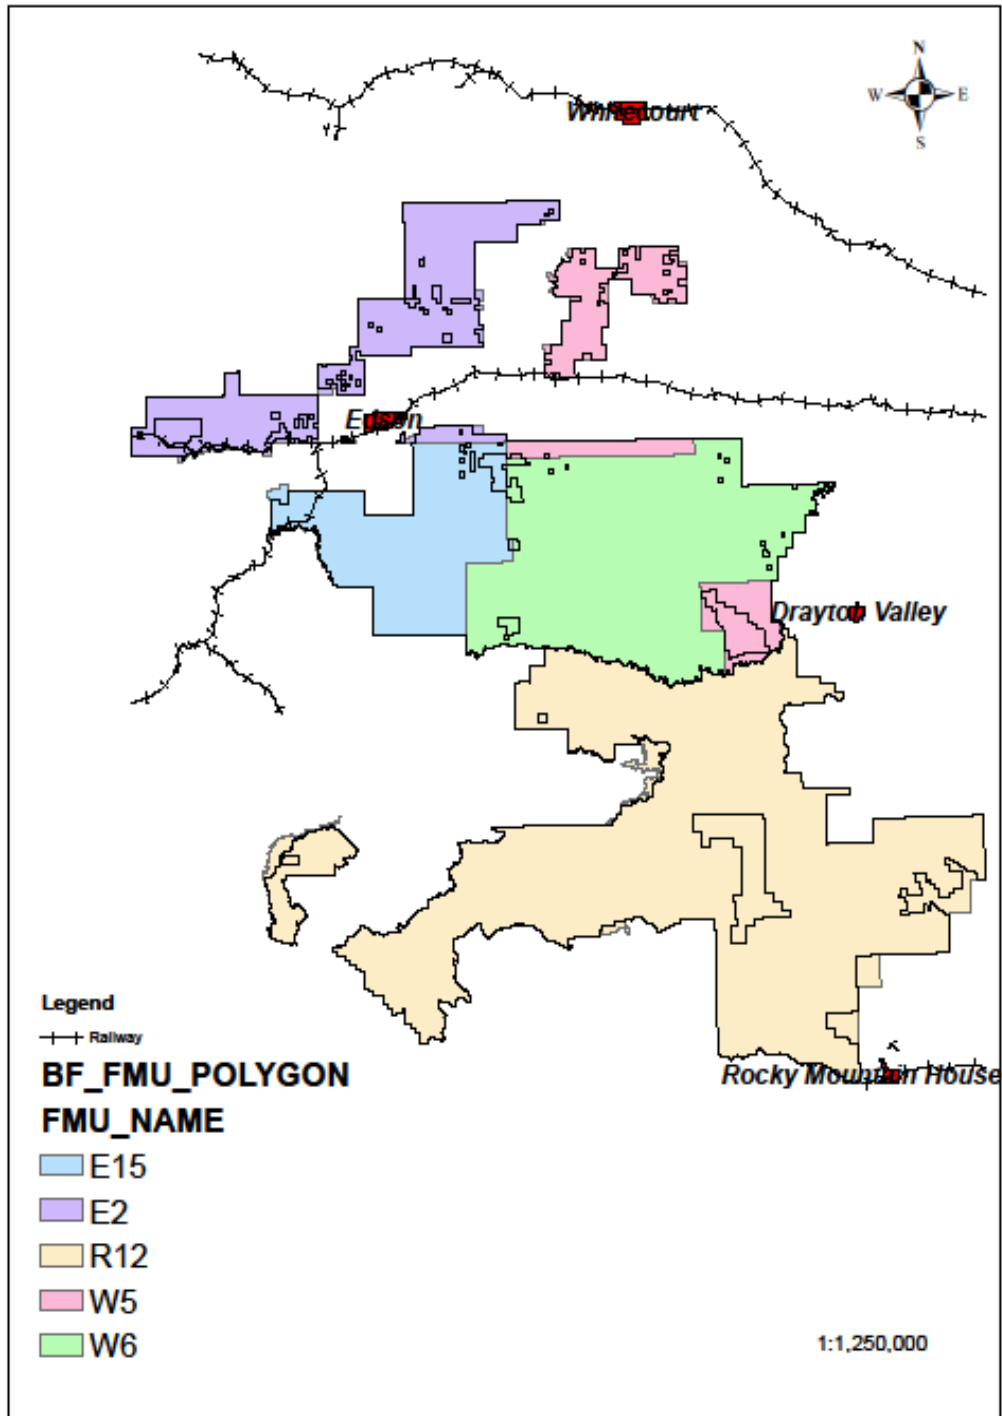 N
W E
S
Whitecourt
Edson
Drayton Valley
Rocky Mountain House
Legend
Railway
BF_FMU_POLYGON
FMU_NAME
E15
E2
R12
W5
W6
1:1,250,000